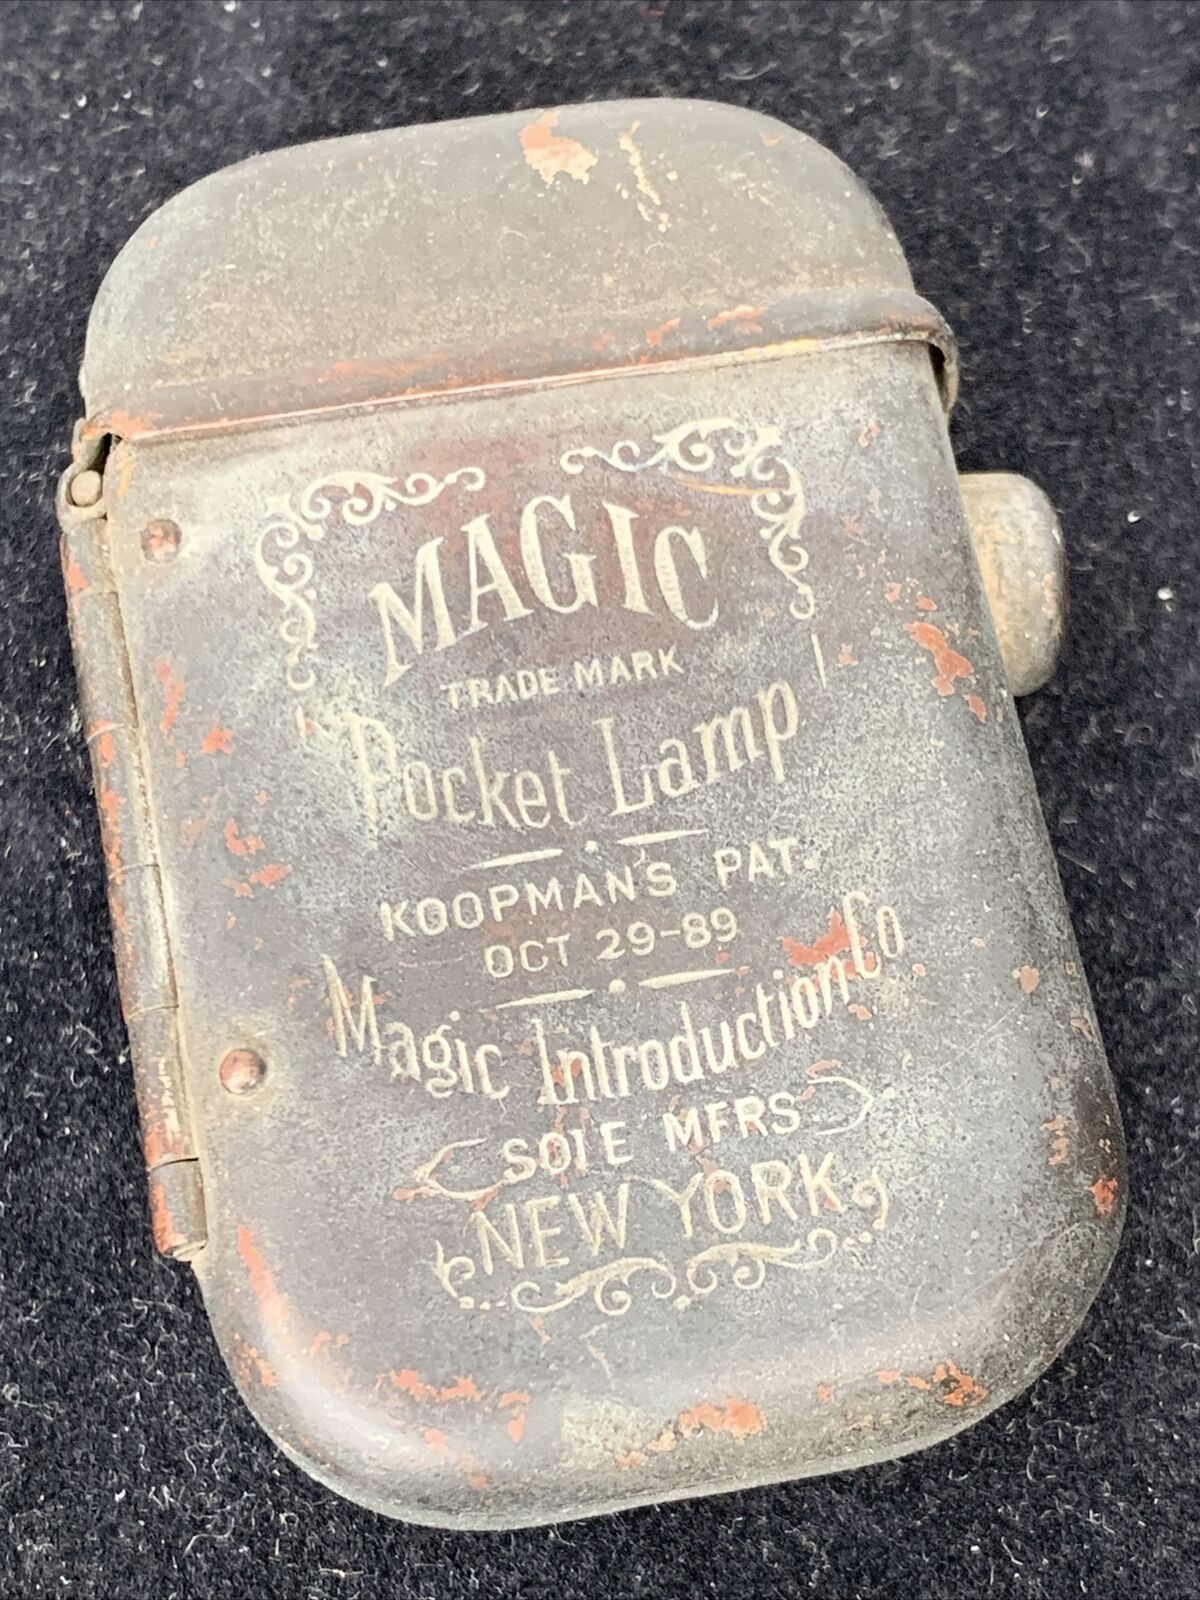 MAGIC
TRADE MARK
"Pocket Lamp"
KOOPMAN'S PAT.
OCT 29-89
Magic Introduction Co
SOLE MFRS
NEW YORK